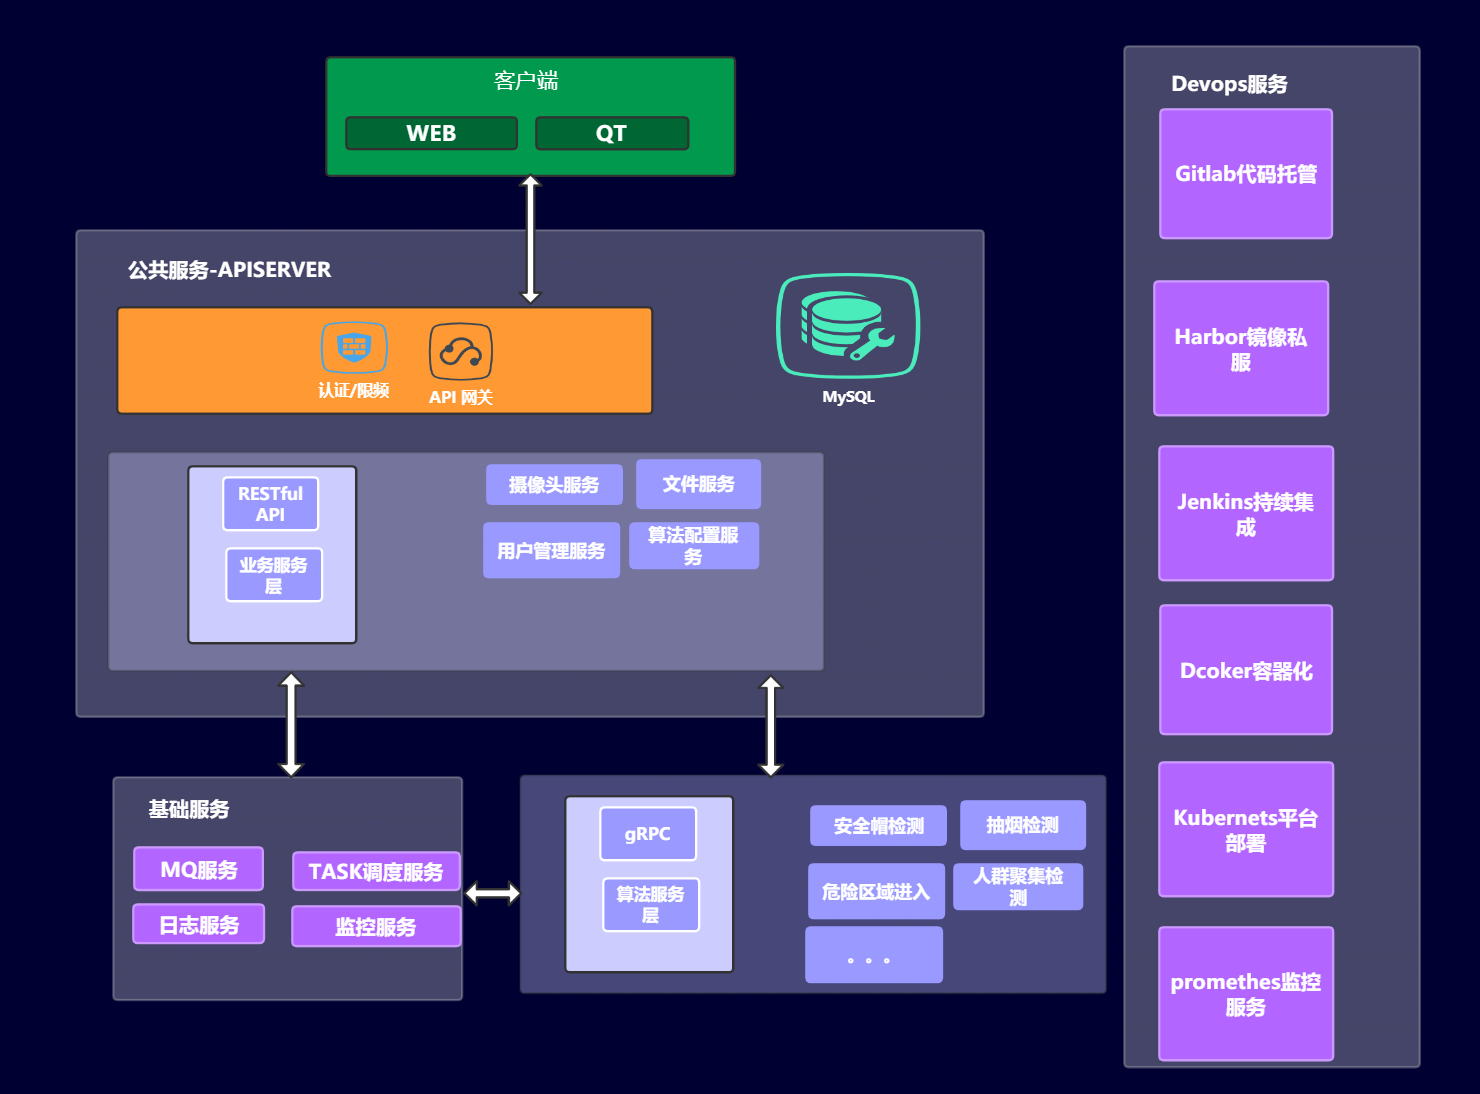 客户端
WEB
QT
公共服务-APISERVER
认证/限频
API 网关
MySQL
RESTful
API
业务服务
层
摄像头服务
文件服务
用户管理服务
算法配置服
务
基础服务
MQ服务
TASK调度服务
日志服务
监控服务
gRPC
算法服务
层
安全帽检测
抽烟检测
危险区域进入
人群聚集检
测
。。。
Devops服务
Gitlab代码托管
Harbor镜像私
服
Jenkins持续集
成
Dcoker容器化
Kubernets平台
部署
promethes监控
服务